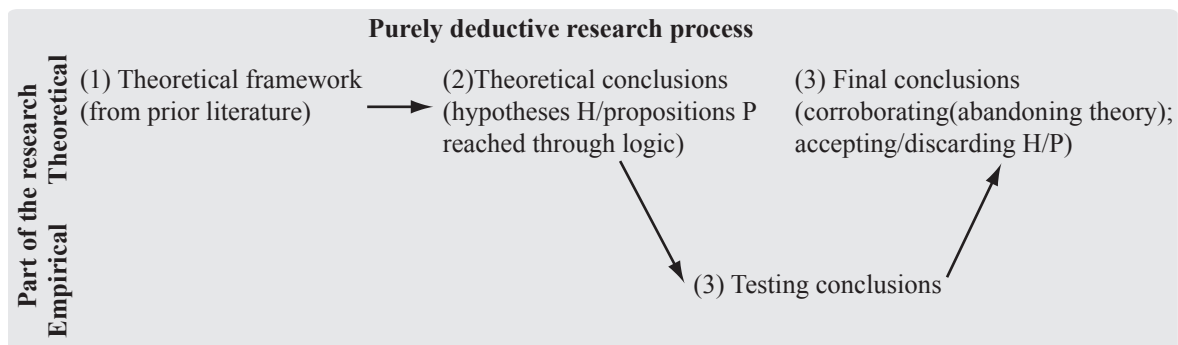 Purely deductive research process
Part of the research
Theoretical
Empirical
(1) Theoretical framework
(from prior literature)
(2)Theoretical conclusions
(hypotheses H/propositions P
reached through logic)
(3) Final conclusions
(corroborating(abandoning theory);
accepting/discarding H/P)
(3) Testing conclusions